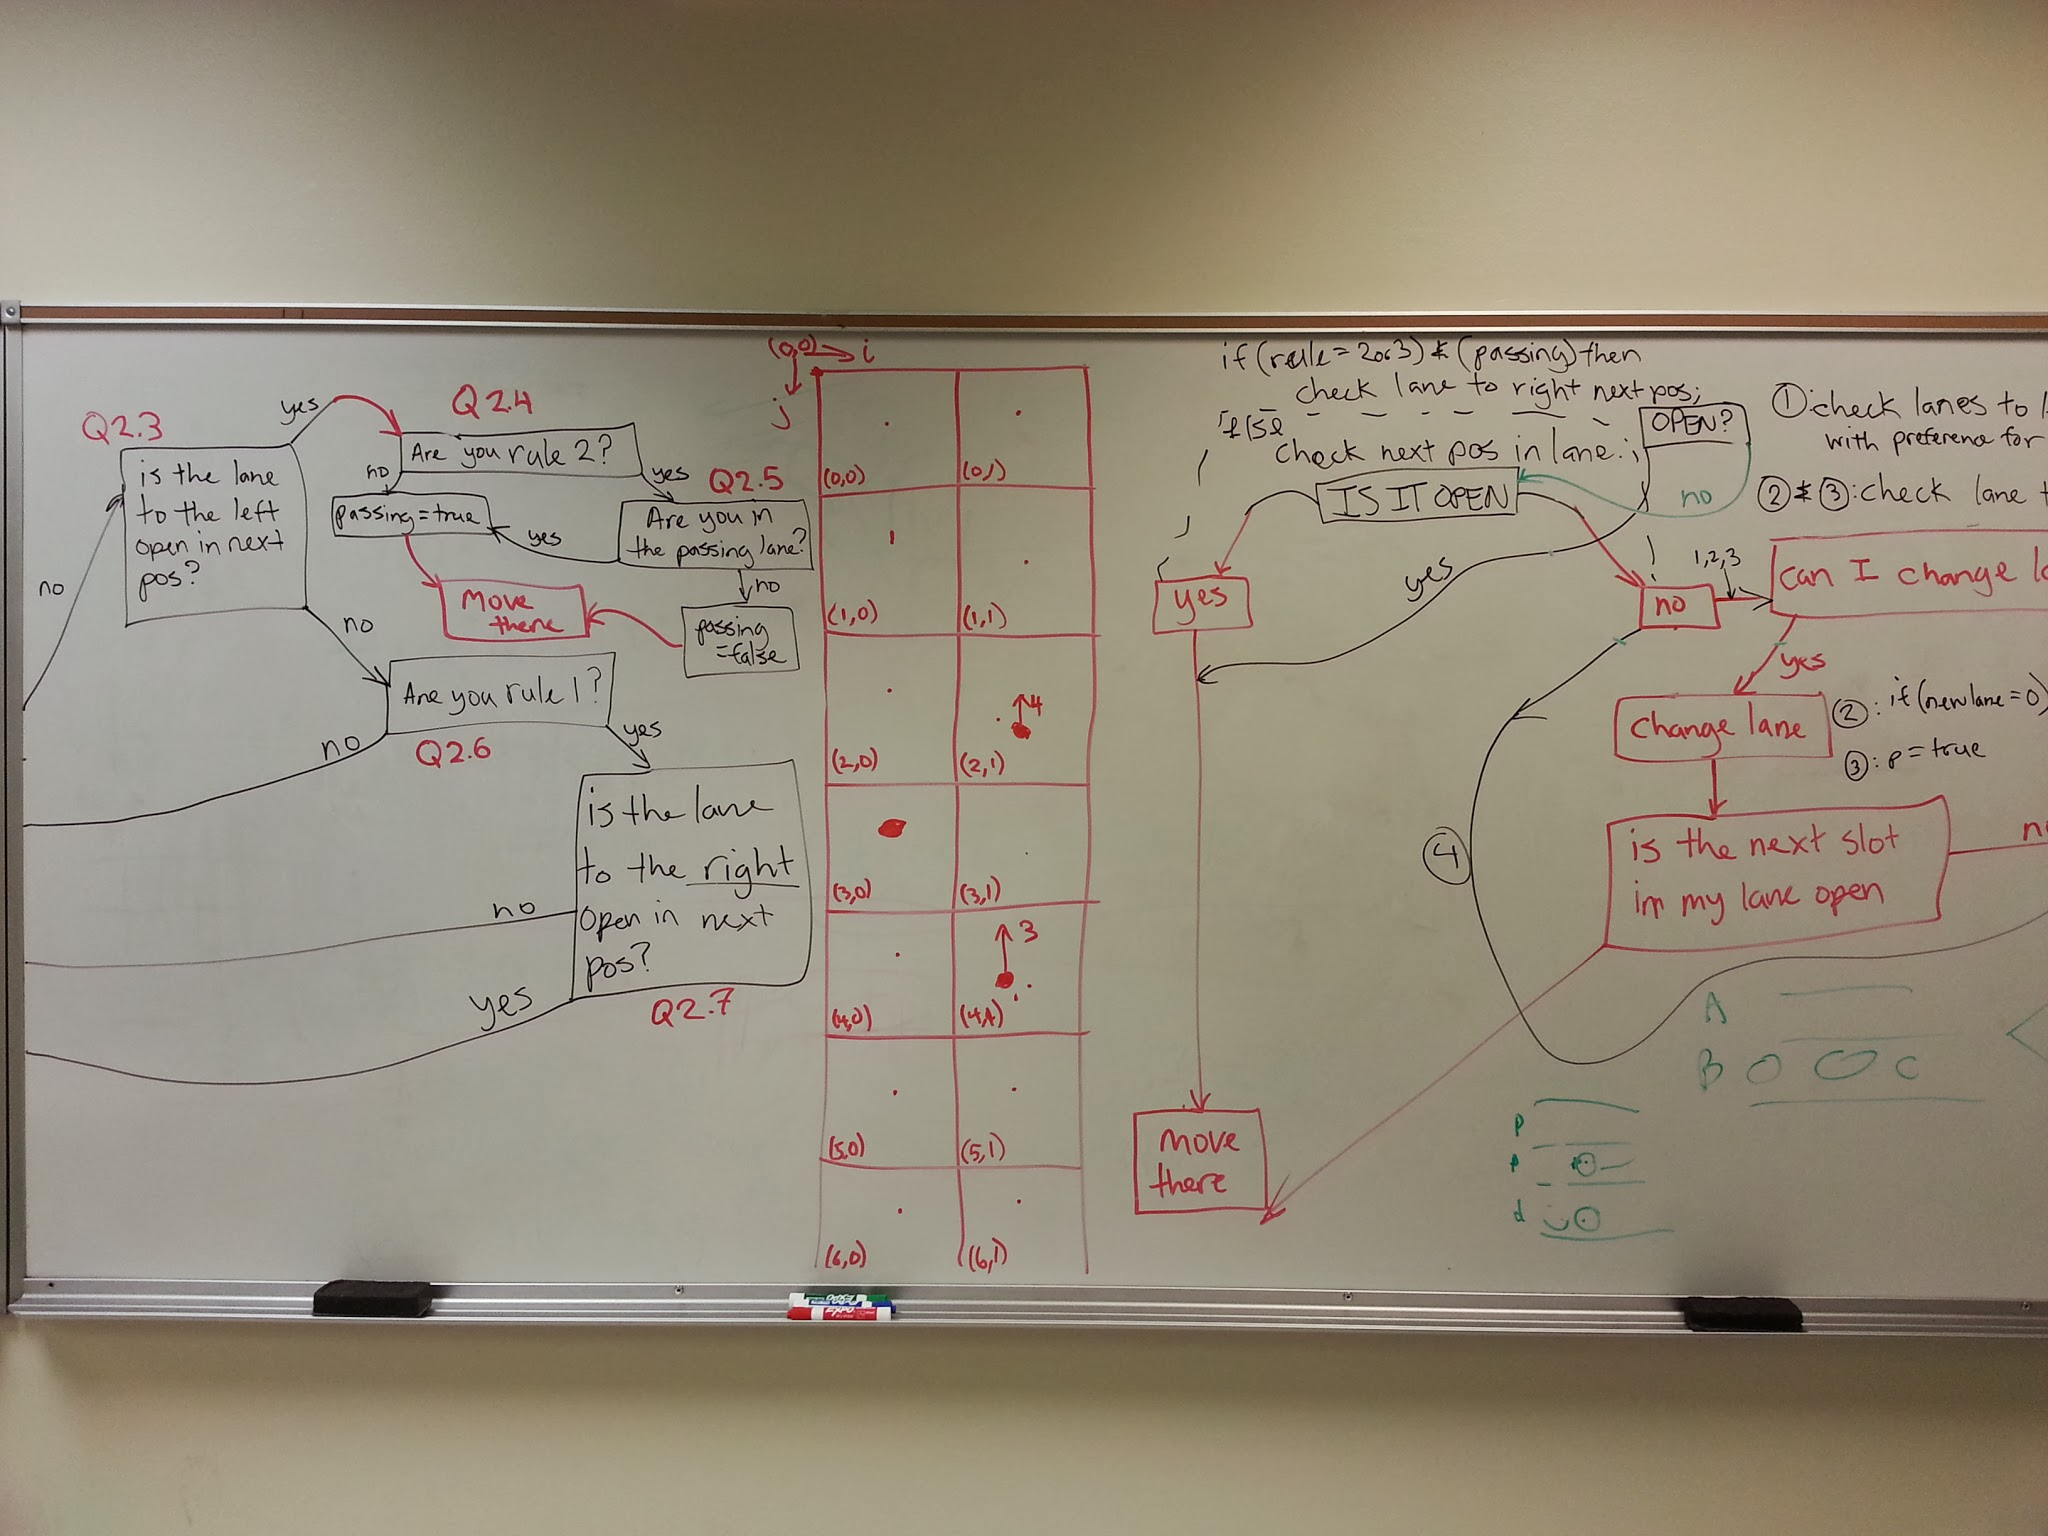 Q2.3
yes
is the lane
to the left
open in next
pos?
no
no
Q2.4
Are you rule 2?
no
yes
passing=true
Q2.5
Are you in
the passing lane?
yes
no
Move
there
passing
=false
Are you rule 1?
Q2.6
no
yes
is the lane
to the right
open in next
pos?
no
yes
Q2.7
(0,0) i
j
(0,0)
(0,1)
(1,0)
(1,1)
4
(2,0)
(2,1)
(3,0)
(3,1)
3
(4,0)
(5,0)
(5,1)
(6,0)
(6,1)
EXPO
if (rule=2or3) & (passing) then
check lane to right next pos;
else
check next pos in lane;
OPEN?
IS IT OPEN
no
yes
yes
no
1,2,3
① check lanes to
with preference for
② & ③: check lane
can I change
yes
change lane
②: if (new lane = 0)
③: p = true
is the next slot
in my lane open
④
move
there
A
B
P
P
d